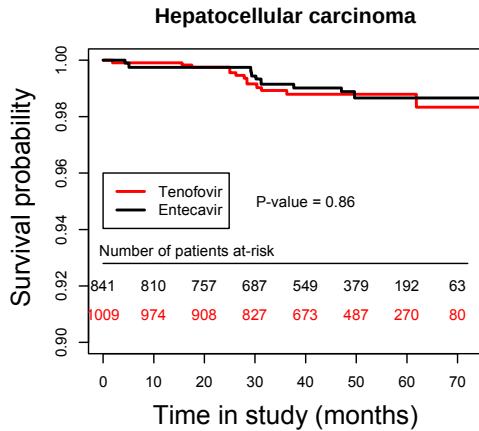 Hepatocellular carcinoma
Survival probability
1.00
0.98
0.96
0.94
0.92
0.90
Tenofovir
Entecavir
P-value = 0.86
Number of patients at-risk
841 810 757 687 549 379 192 63
1009 974 908 827 673 487 270 80
0 10 20 30 40 50 60 70
Time in study (months)